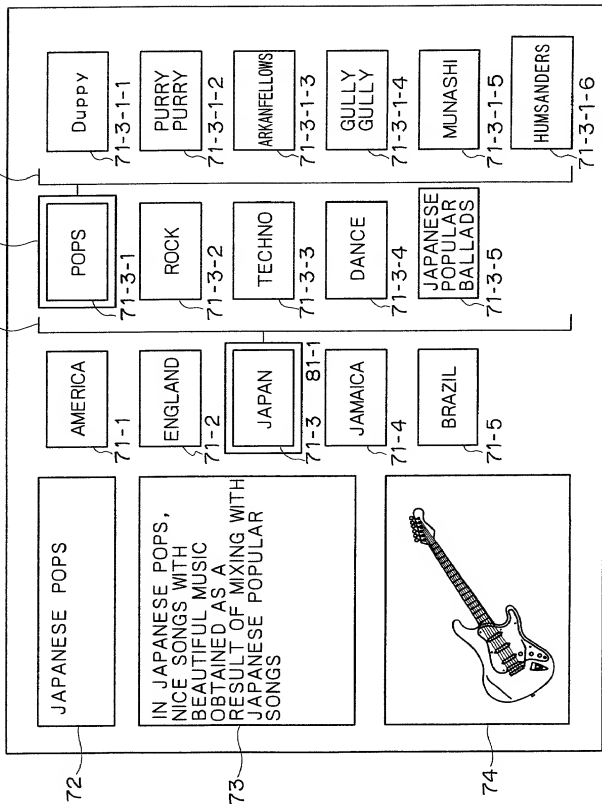 72
JAPANESE POPS
73
IN JAPANESE POPS,
NICE SONGS WITH
BEAUTIFUL MUSIC
OBTAINED AS A
RESULT OF MIXING WITH
JAPANESE POPULAR
SONGS
74
AMERICA
71-1
ENGLAND
71-2
JAPAN
71-3
81-1
JAMAICA
71-4
BRAZIL
71-5
POPS
71-3-1
ROCK
71-3-2
TECHNO
71-3-3
DANCE
71-3-4
JAPANESE
POPULAR
BALLADS
71-3-5
Duppy
71-3-1-1
PURRY
PURRY
71-3-1-2
ARKANFELLOWS
71-3-1-3
GULLY
GULLY
71-3-1-4
MUNASHI
71-3-1-5
HUMSANDERS
71-3-1-6